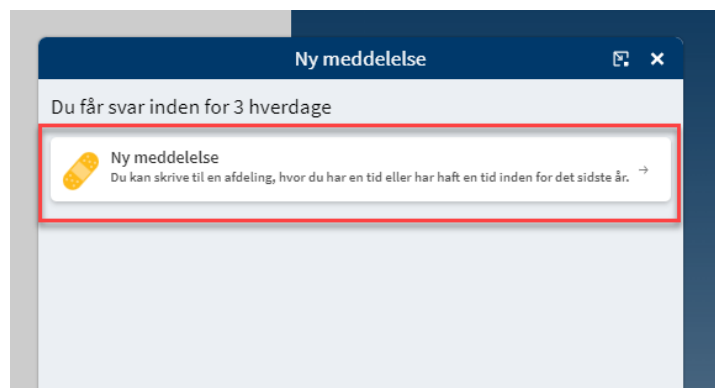 Ny meddelelse
Du får svar inden for 3 hverdage
Ny meddelelse
Du kan skrive til en afdeling, hvor du har en tid eller har haft en tid inden for det sidste år.